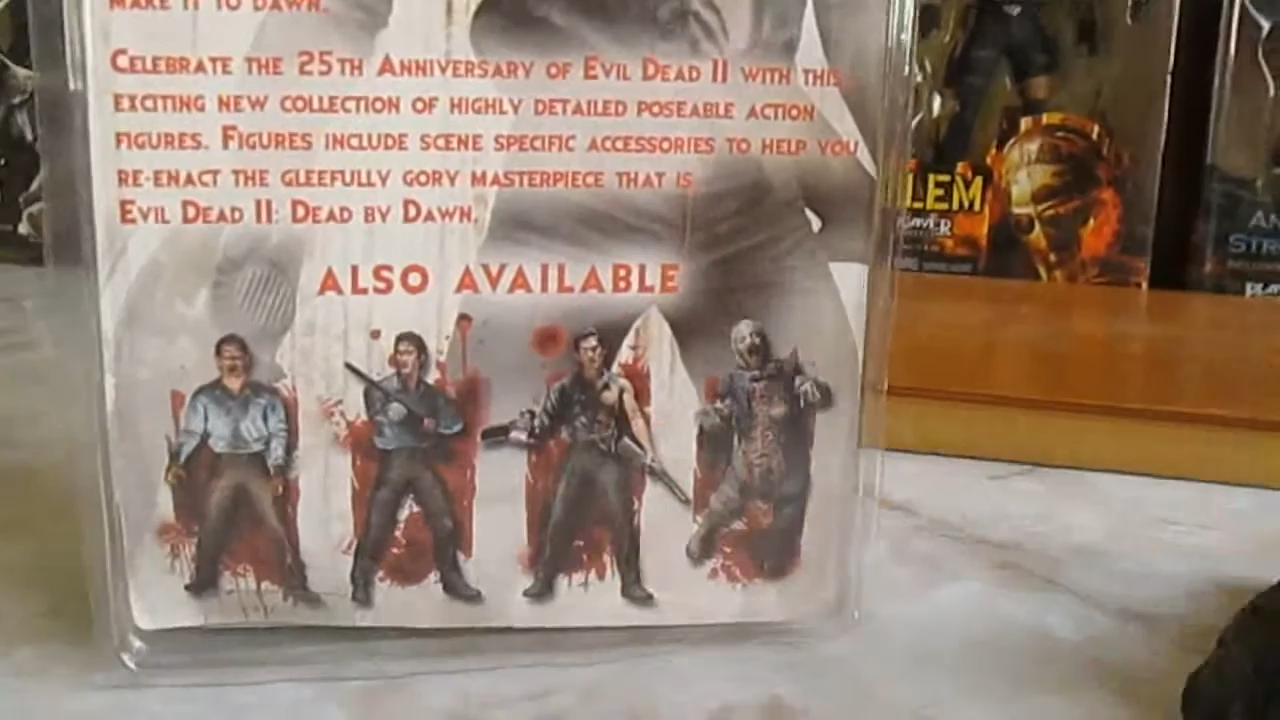 MAKE IT TO DAWN.
CELEBRATE THE 25TH ANNIVERSARY OF EVIL DEAD II WITH THIS
EXCITING NEW COLLECTION OF HIGHLY DETAILED POSEABLE ACTION
FIGURES. FIGURES INCLUDE SCENE SPECIFIC ACCESSORIES TO HELP YOU
RE-ENACT THE GLEEFULLY GORY MASTERPIECE THAT IS
EVIL DEAD II: DEAD BY DAWN.
ALSO AVAILABLE
LEM